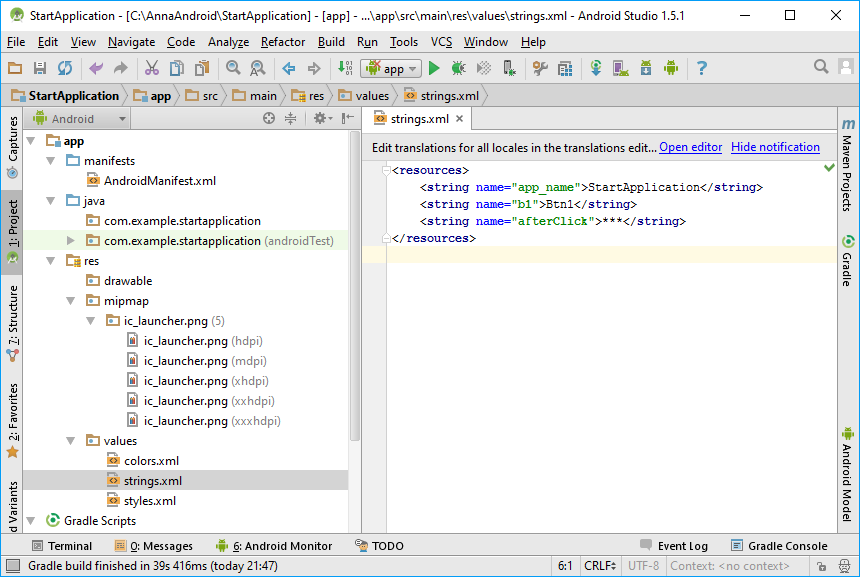 StartApplication - [C:\AnnaAndroid\StartApplication] - [app] - ...\app\src\main\res\values\strings.xml - Android Studio 1.5.1
File Edit View Navigate Code Analyze Refactor Build Run Tools VCS Window Help
app
StartApplication app src main res values strings.xml
Captures
1: Project
7: Structure
2: Favorites
d Variants
Android
app
manifests
AndroidManifest.xml
java
com.example.startapplication
com.example.startapplication (androidTest)
res
drawable
mipmap
ic_launcher.png (5)
ic_launcher.png (hdpi)
ic_launcher.png (mdpi)
ic_launcher.png (xhdpi)
ic_launcher.png (xxhdpi)
ic_launcher.png (xxxhdpi)
values
colors.xml
strings.xml
styles.xml
Gradle Scripts
strings.xml
Edit translations for all locales in the translations edit... Open editor Hide notification
<resources>
    <string name="app_name">StartApplication</string>
    <string name="b1">Btn1</string>
    <string name="afterClick">***</string>
</resources>
m Maven Projects
Gradle
Android Model
Terminal 0: Messages 6: Android Monitor TODO Event Log Gradle Console
Gradle build finished in 39s 416ms (today 21:47) 6:1 CRLF UTF-8 Context: <no context>